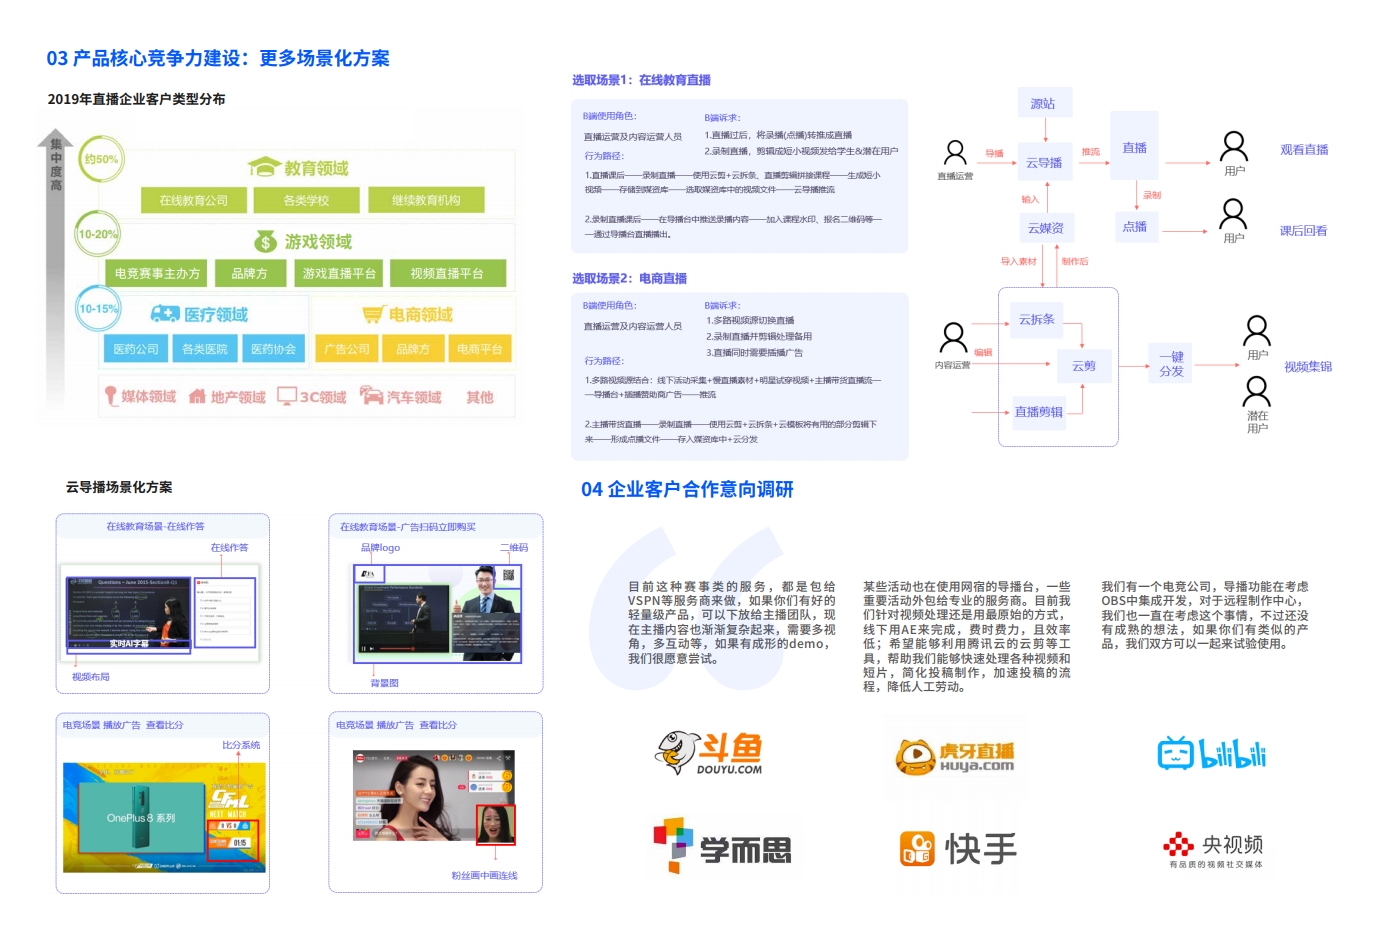 03 产品核心竞争力建设：更多场景化方案
2019年直播企业客户类型分布
集中度高
约50%
教育领域
在线教育公司
各类学校
继续教育机构
10-20%
游戏领域
电竞赛事主办方
品牌方
游戏直播平台
视频直播平台
10-15%
医疗领域
医药公司
各类医院
医药协会
电商领域
广告公司
品牌方
电商平台
媒体领域
地产领域
3C领域
汽车领域
其他
选取场景1：在线教育直播
B端使用角色：
直播运营及内容运营人员
B端诉求：
1.直播过后，将录播(点播)转推成直播
2.录制直播，剪辑成短小视频发给学生&潜在用户
行为路径：
1.直播课后——录制直播——使用云剪+云拆条、直播剪辑拼接课程——生成短小
视频——存储到媒资库——选取媒资库中的视频文件——云导播推流
2.录制直播课后——在导播台中推送录播内容——加入课程水印、报名二维码等—
—通过导播台直播播出。
选取场景2：电商直播
B端使用角色：
直播运营及内容运营人员
B端诉求：
1.多路视频源切换直播
2.录制直播并剪辑处理备用
3.直播同时需要插播广告
行为路径：
1.多路视频源结合：线下活动采集+慢直播素材+明星试穿视频+主播带货直播流—
—导播台+插播赞助商广告——推流
2.主播带货直播——录制直播——使用云剪+云拆条+云模板将有用的部分剪辑下
来——形成点播文件——存入媒资库中+云分发
源站
直播运营
导播
云导播
推流
直播
用户
观看直播
输入
录制
云媒资
点播
用户
课后回看
导入素材
制作后
内容运营
编辑
云拆条
云剪
直播剪辑
一键
分发
用户
潜在
用户
视频集锦
云导播场景化方案
在线教育场景-在线作答
在线作答
Questions – June 2015-Section8
实时AI字幕
视频布局
在线教育场景-广告扫码立即购买
品牌logo
二维码
背景图
电竞场景 播放广告 查看比分
比分系统
OnePlus 8 系列
CFML
NEXT MATCH
0 VS 0
01:15
电竞场景 播放广告 查看比分
粉丝画中画连线
04 企业客户合作意向调研
目前这种赛事类的服务，都是包给
VSPN等服务商来做，如果你们有好的
轻量级产品，可以下放给主播团队，现
在主播内容也渐渐复杂起来，需要多视
角，多互动等，如果有成形的demo，
我们很愿意尝试。
某些活动也在使用网宿的导播台，一些
重要活动外包给专业的服务商。目前我
们针对视频处理还是用最原始的方式，
线下用AE来完成，费时费力，且效率
低；希望能够利用腾讯云的云剪等工
具，帮助我们能够快速处理各种视频和
短片，简化投稿制作，加速投稿的流
程，降低人工劳动。
我们有一个电竞公司，导播功能在考虑
OBS中集成开发，对于远程制作中心，
我们也一直在考虑这个事情，不过还没
有成熟的想法，如果你们有类似的产
品，我们双方可以一起来试验使用。
斗鱼
DOUYU.COM
虎牙直播
HUYA.com
bilibili
学而思
快手
央视频
有品质的视频社交媒体